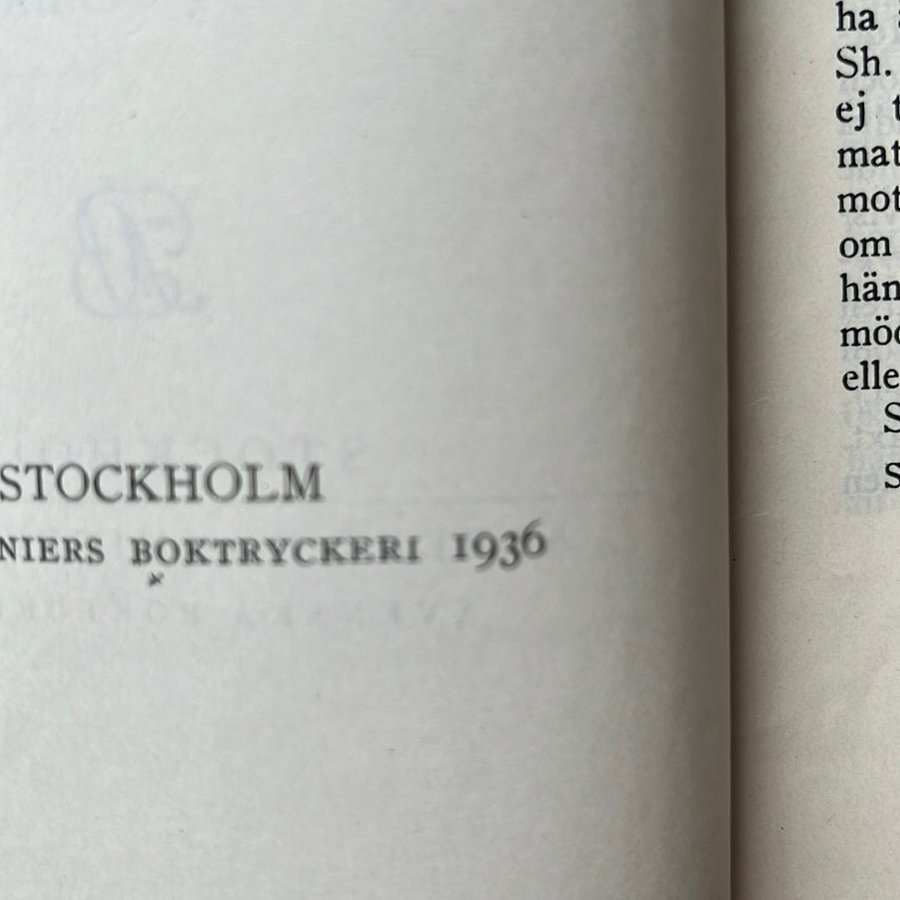 STOCKHOLM
NIERS BOKTRYCKERI 1936
ha
Sh.
ej t
mat
mot
om
hän
möd
elle
S
S